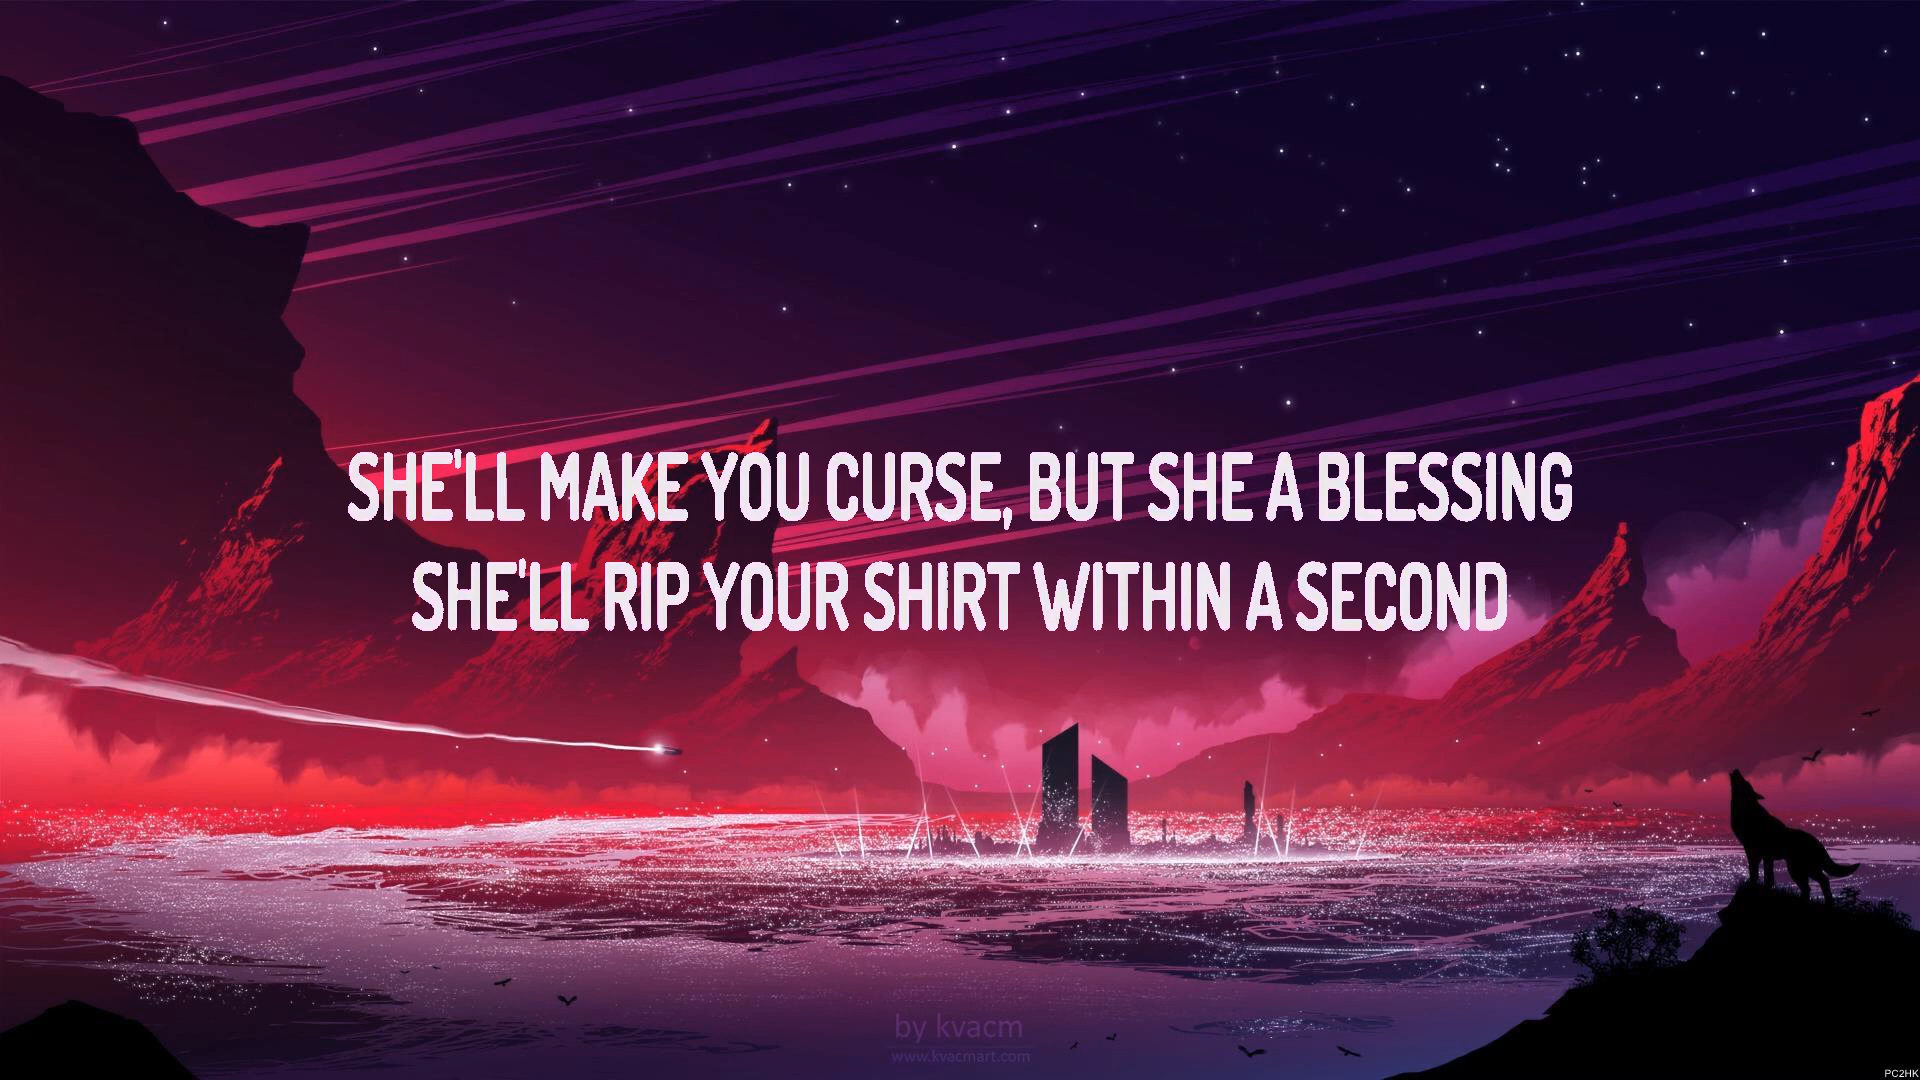 SHE'LL MAKE YOU CURSE, BUT SHE A BLESSING
SHE'LL RIP YOUR SHIRT WITHIN A SECOND
by kvacm
www.kvacmart.com
PC2HK